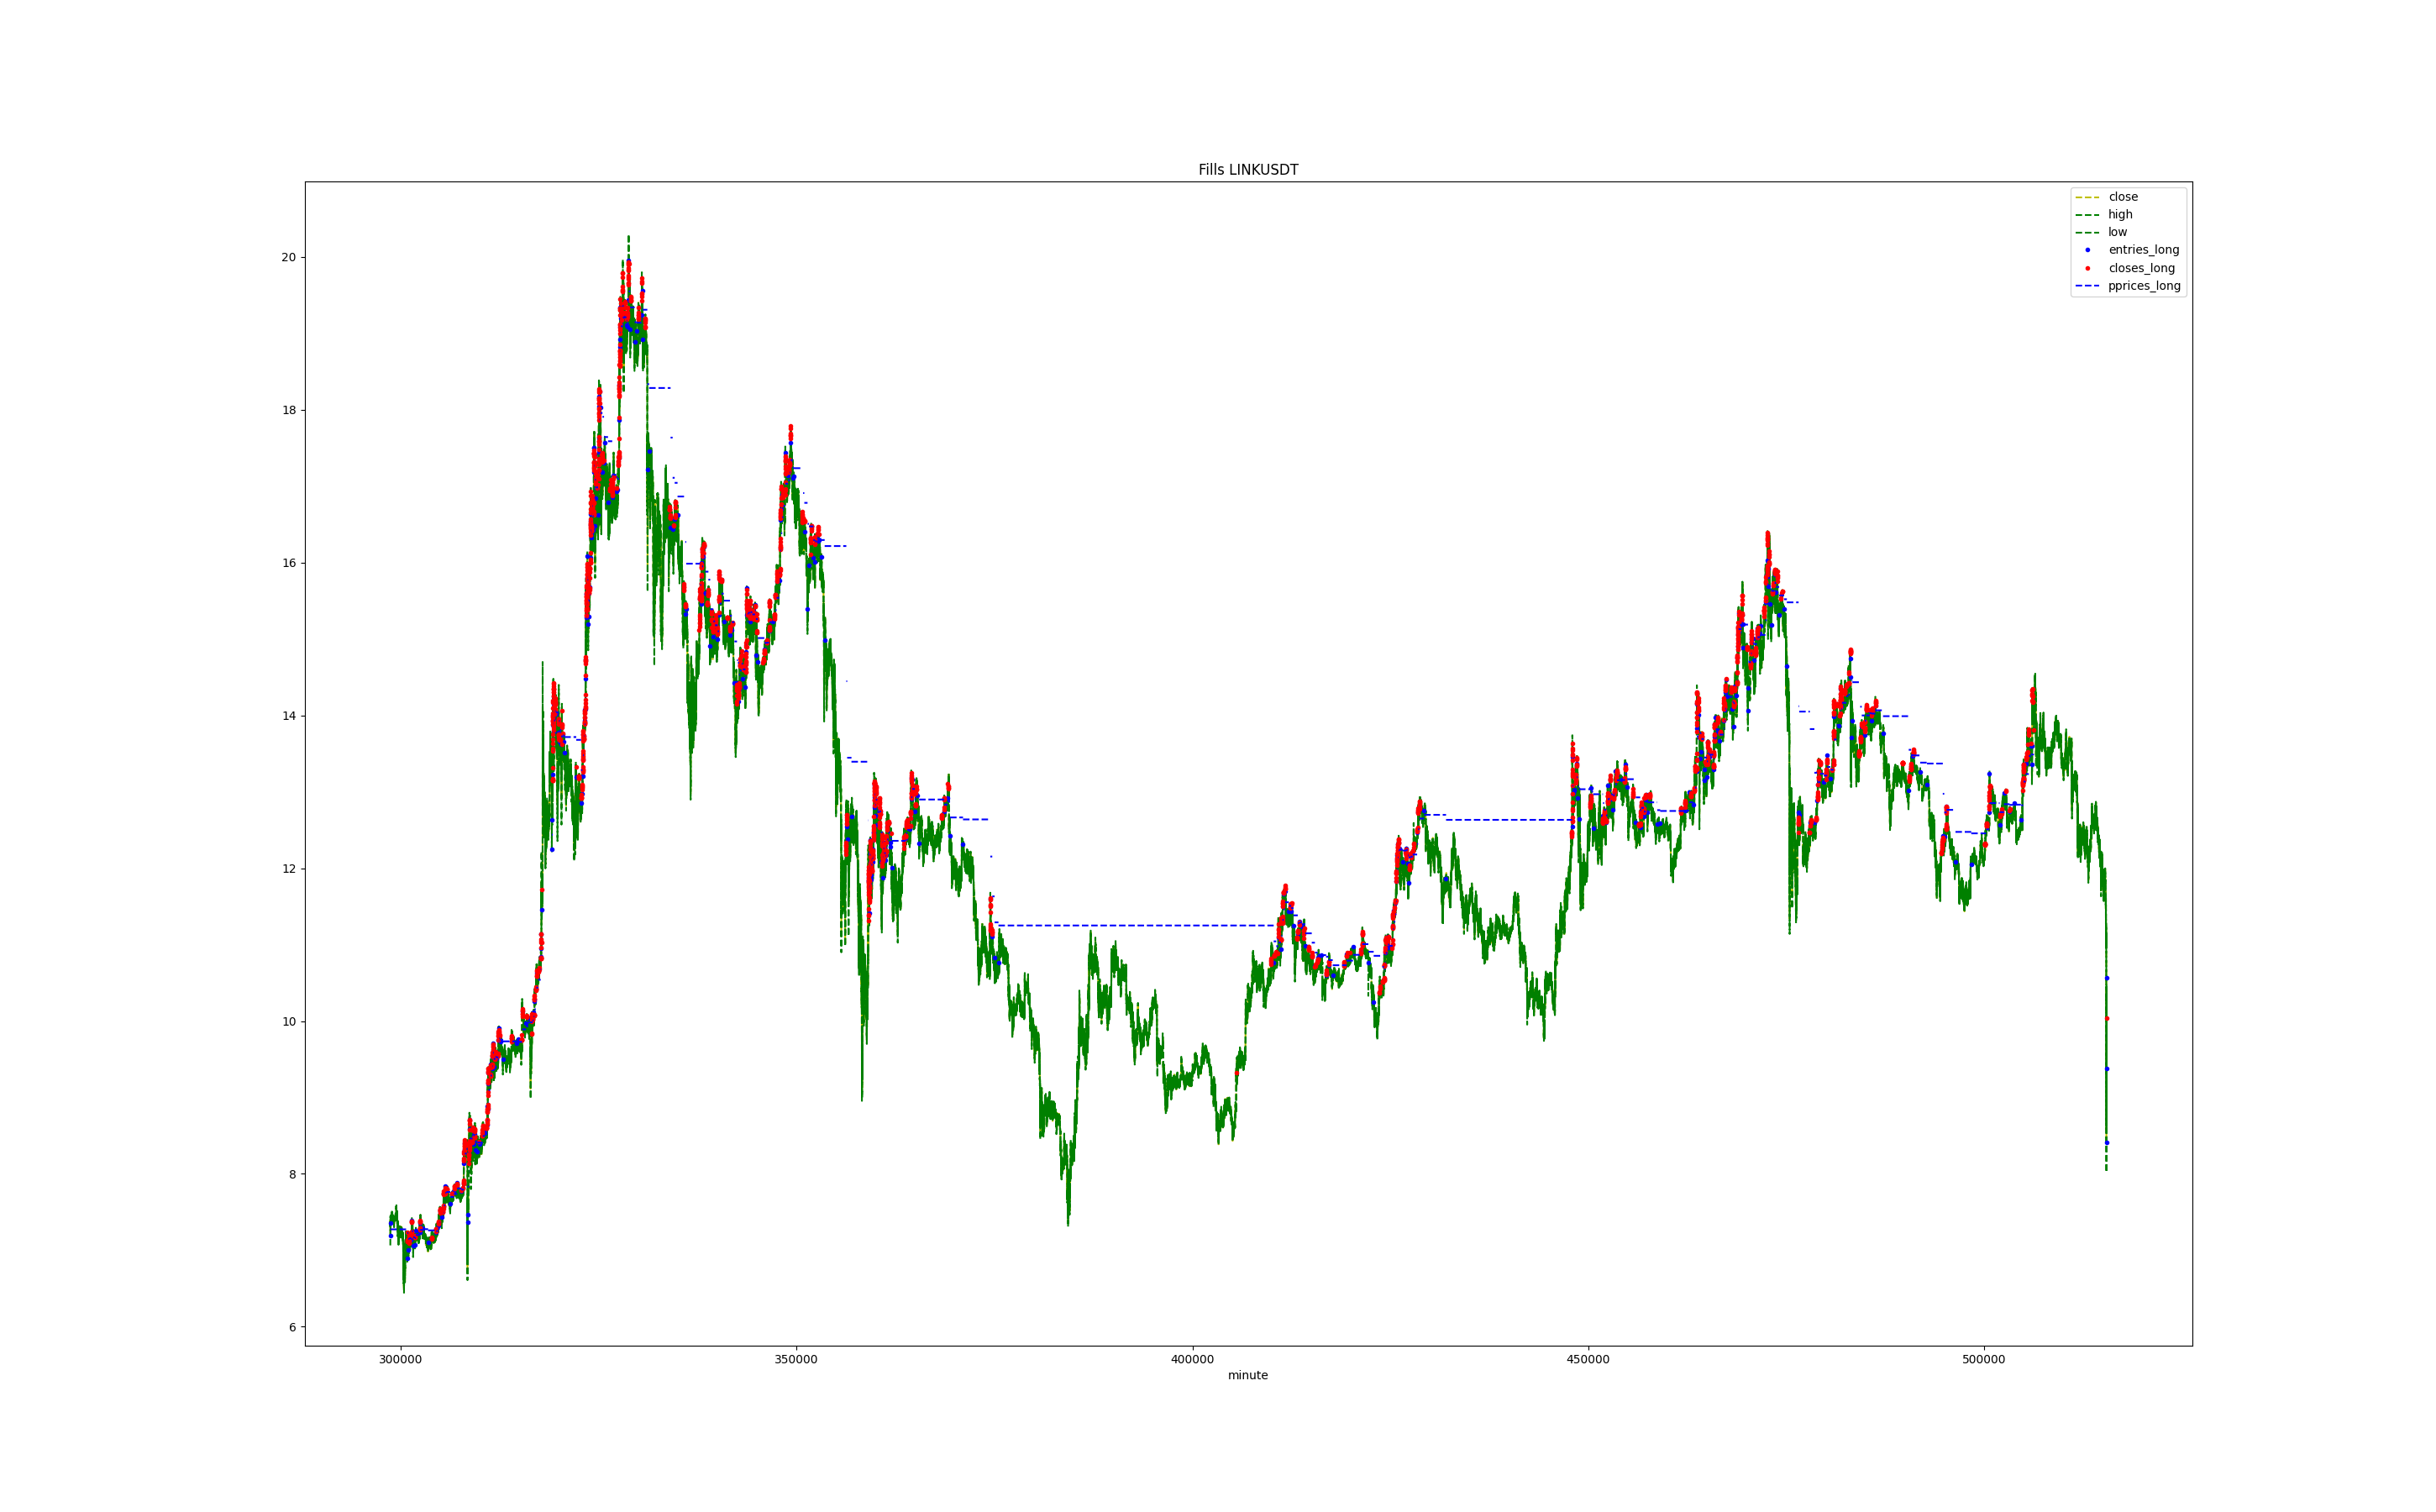 Fills LINKUSDT
close
high
low
entries_long
closes_long
pprices_long
20
18
16
14
12
10
8
6
300000
350000
400000
450000
500000
minute